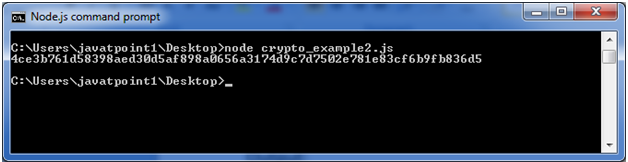 Node.js command prompt
C:\Users\javatpoint1\Desktop>node crypto_example2.js
4ce3b761d58398aed30d5af898a0656a3174d9c7d7502e781e83cf6b9fb836d5
C:\Users\javatpoint1\Desktop>_